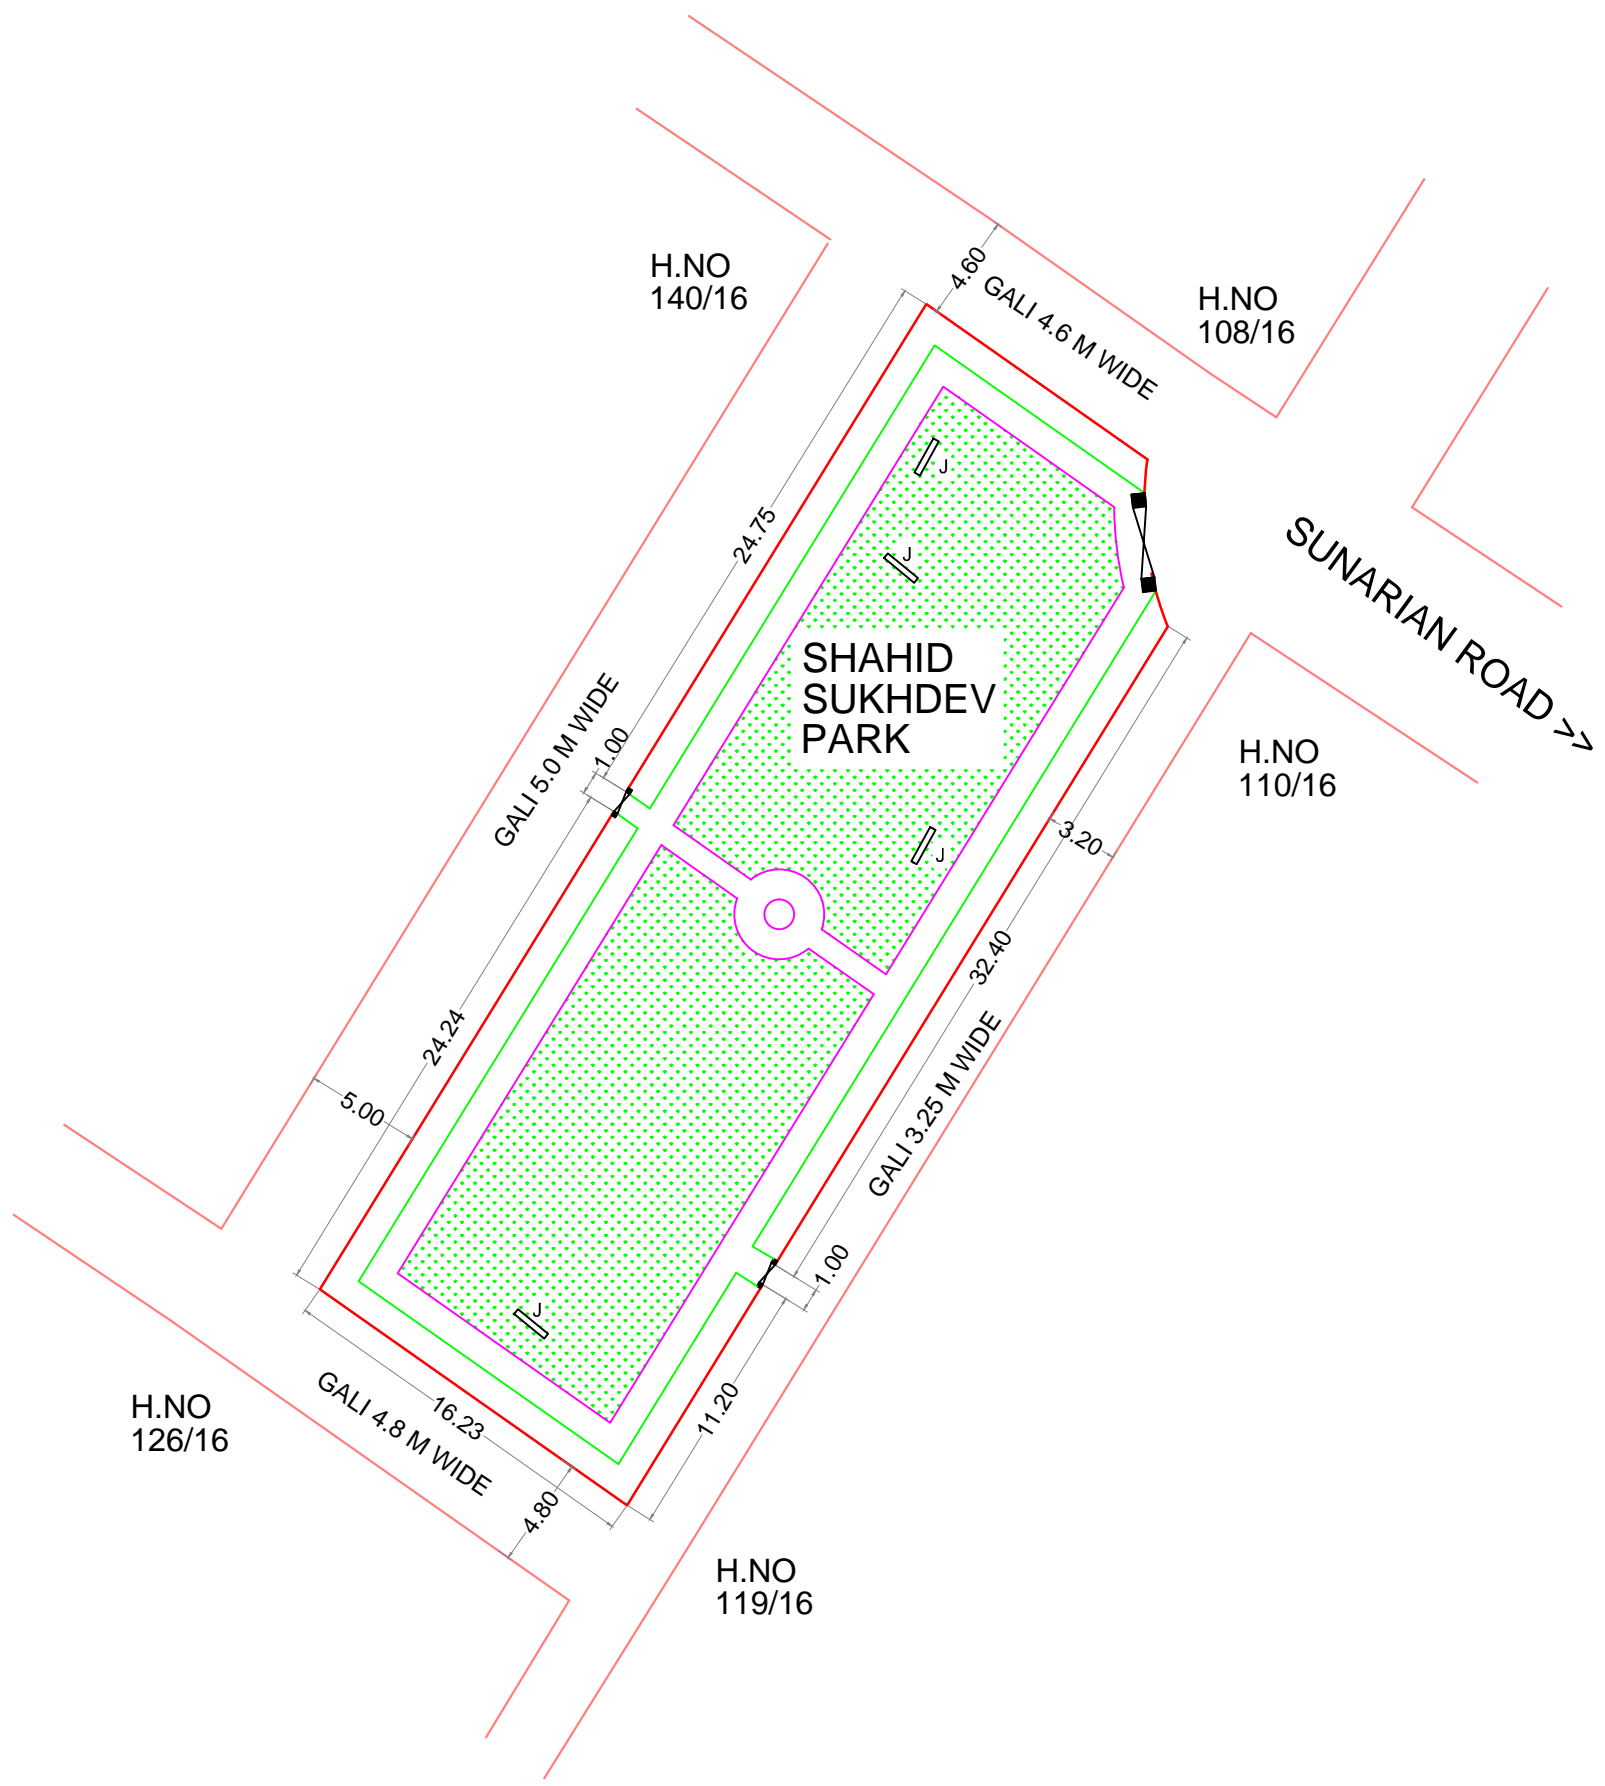 4.60
GALI 4.6 M WIDE
H.NO
140/16
H.NO
108/16
J
24.75
J
SUNARIAN ROAD >>
SHAHID
SUKHDEV
PARK
GALI 5.0 M WIDE
1.00
H.NO
110/16
3.20
J
32.40
24.24
GALI 3.25 M WIDE
5.00
1.00
J
16.23
11.20
GALI 4.8 M WIDE
H.NO
126/16
4.80
H.NO
119/16